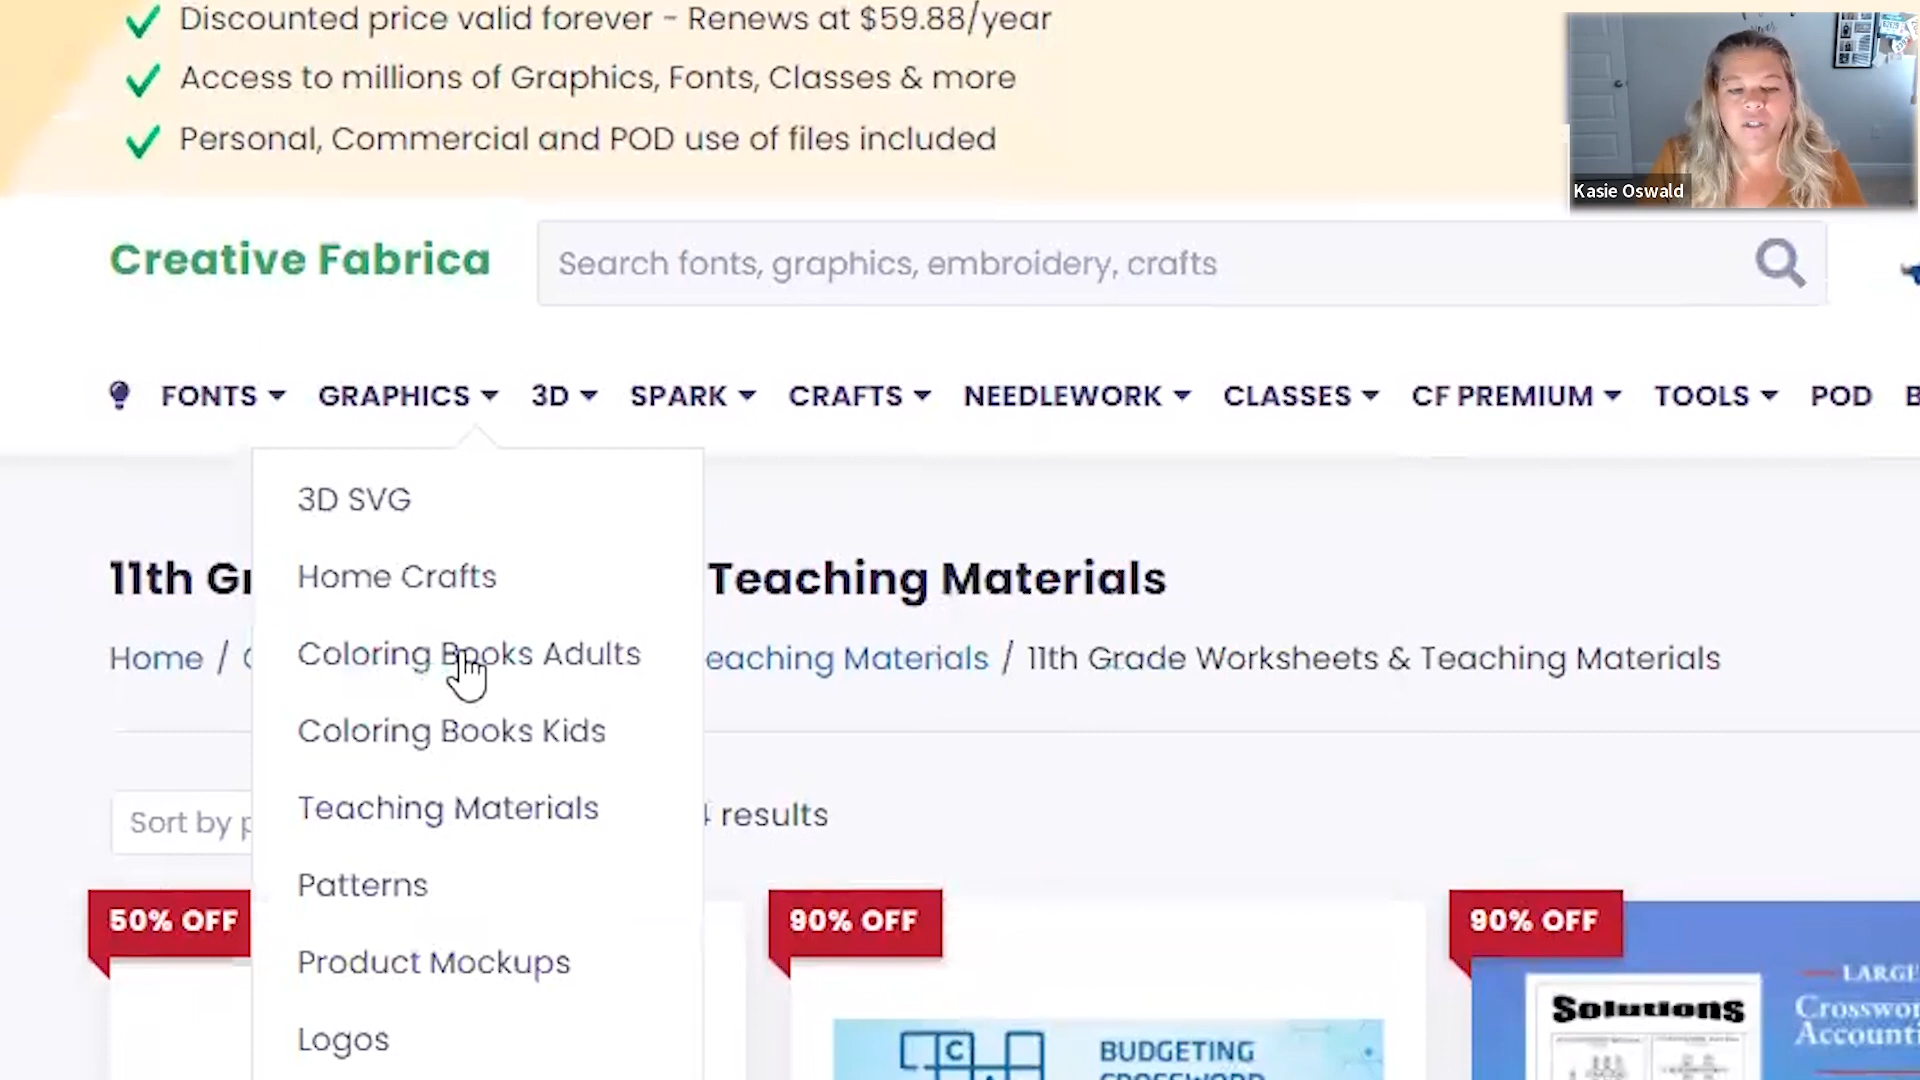 Discounted price valid forever - Renews at $59.88/year
Access to millions of Graphics, Fonts, Classes & more
Personal, Commercial and POD use of files included
Kasie Oswald
Creative Fabrica
Search fonts, graphics, embroidery, crafts
FONTS GRAPHICS 3D SPARK CRAFTS NEEDLEWORK CLASSES CF PREMIUM TOOLS POD
3D SVG
Home Crafts
Coloring Books Adults
Coloring Books Kids
Teaching Materials
Patterns
Product Mockups
Logos
11th Teaching Materials
Home / Materials / 11th Grade Worksheets & Teaching Materials
Sort by results
50% OFF
90% OFF
90% OFF
BUDGETING
CROSSWORD
C
Solutions